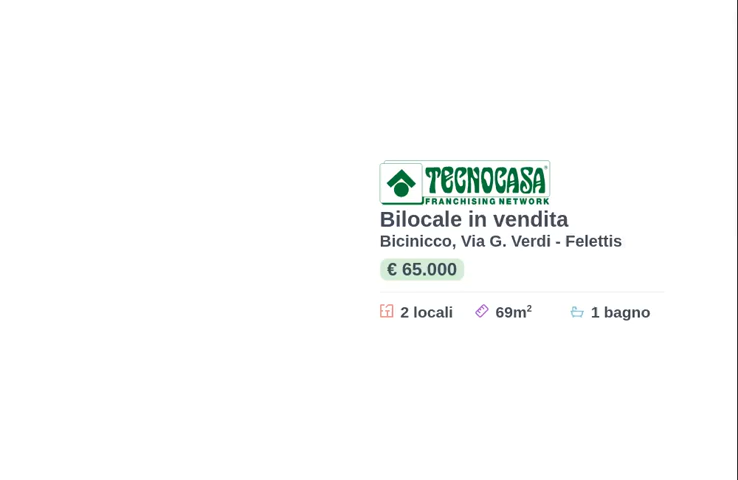 TECNOCASA
FRANCHISING NETWORK
Bilocale in vendita
Bicinicco, Via G. Verdi - Felettis
€ 65.000
2 locali 69m² 1 bagno